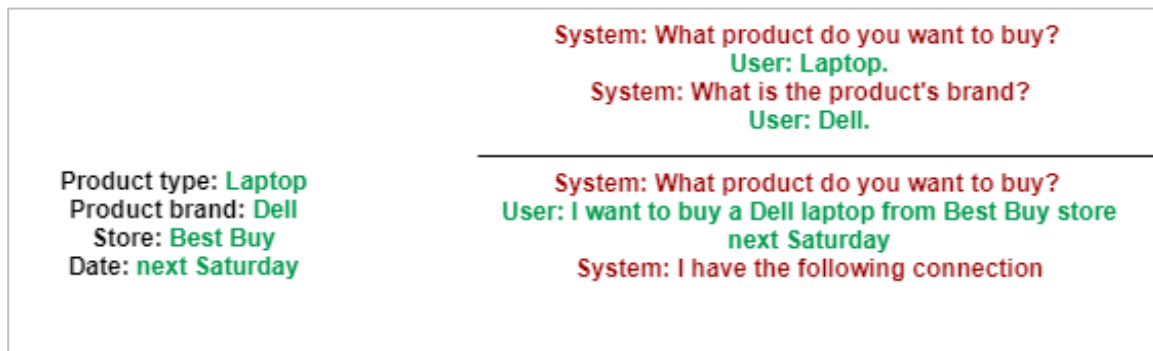 System: What product do you want to buy?
User: Laptop.
System: What is the product's brand?
User: Dell.
Product type: Laptop
Product brand: Dell
Store: Best Buy
Date: next Saturday
System: What product do you want to buy?
User: I want to buy a Dell laptop from Best Buy store
next Saturday
System: I have the following connection